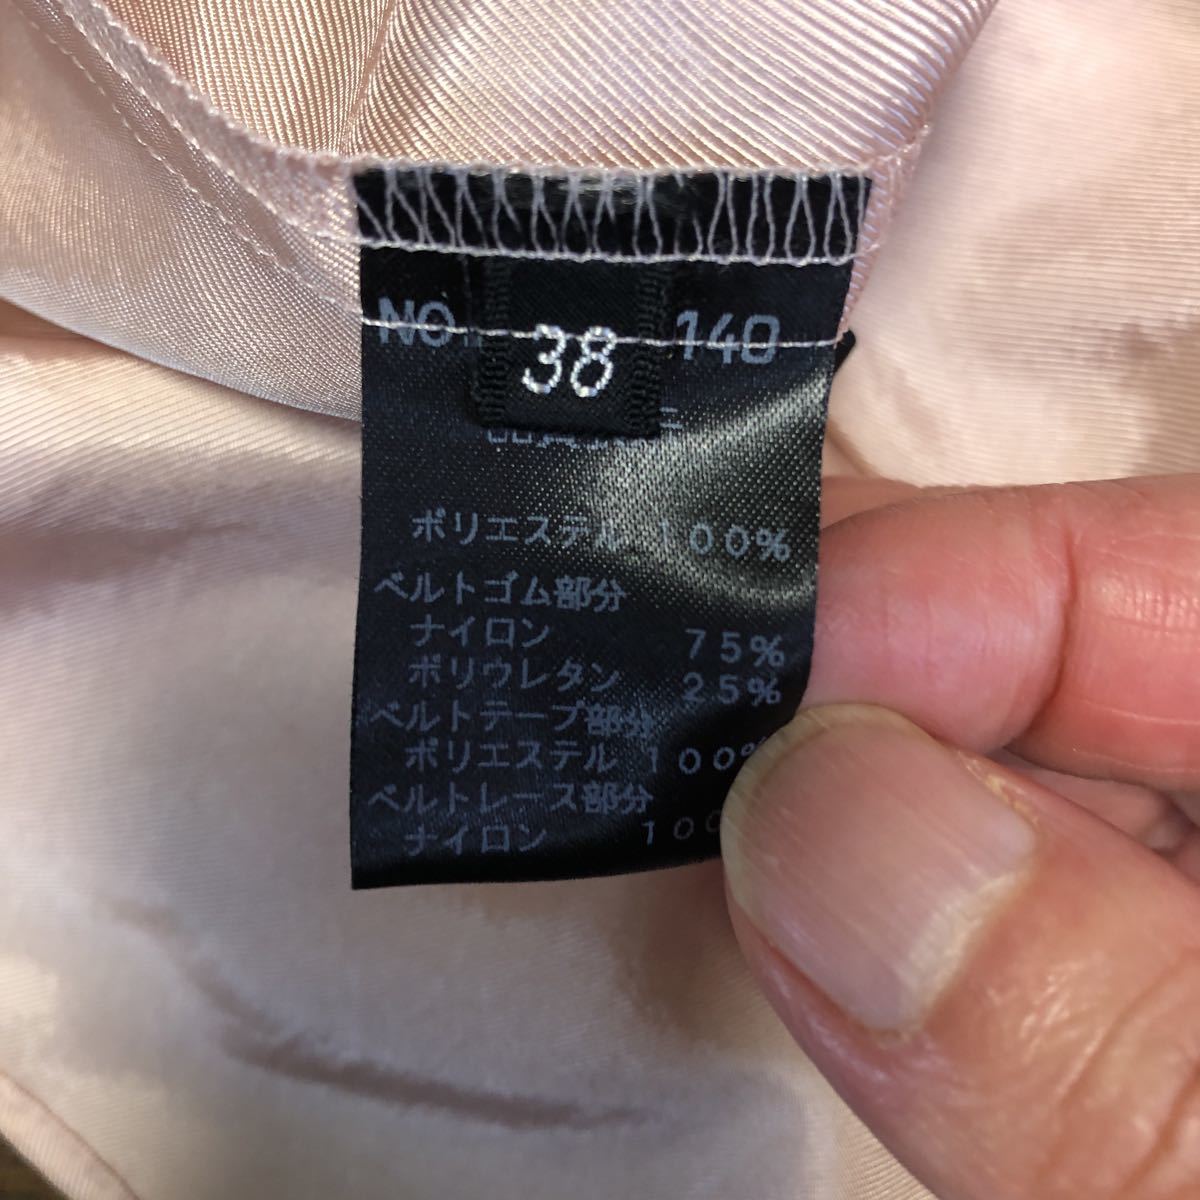 NO. 140
38
ポリエステル 100%
ベルトゴム部分
ナイロン 75%
ポリウレタン 25%
ベルトテープ部分
ポリエステル 100%
ベルトレース部分
ナイロン 100